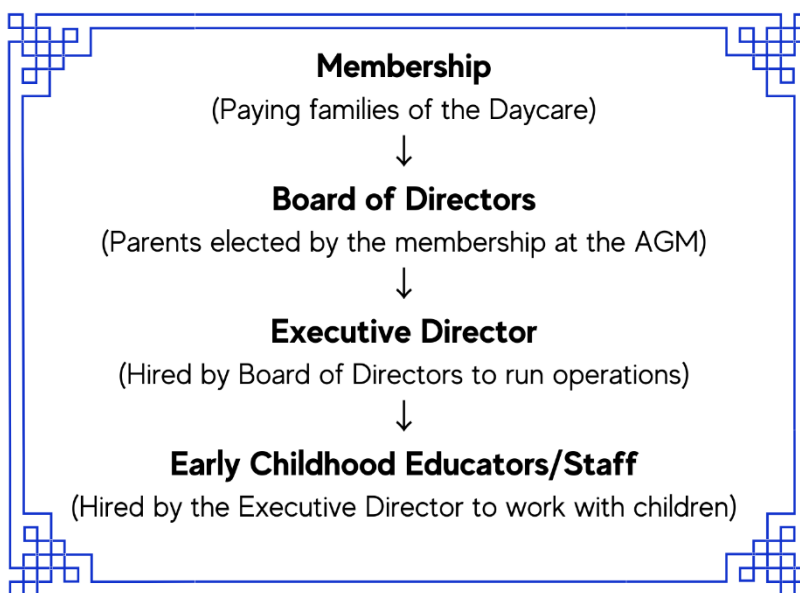 Membership
(Paying families of the Daycare)
↓
Board of Directors
(Parents elected by the membership at the AGM)
↓
Executive Director
(Hired by Board of Directors to run operations)
↓
Early Childhood Educators/Staff
(Hired by the Executive Director to work with children)